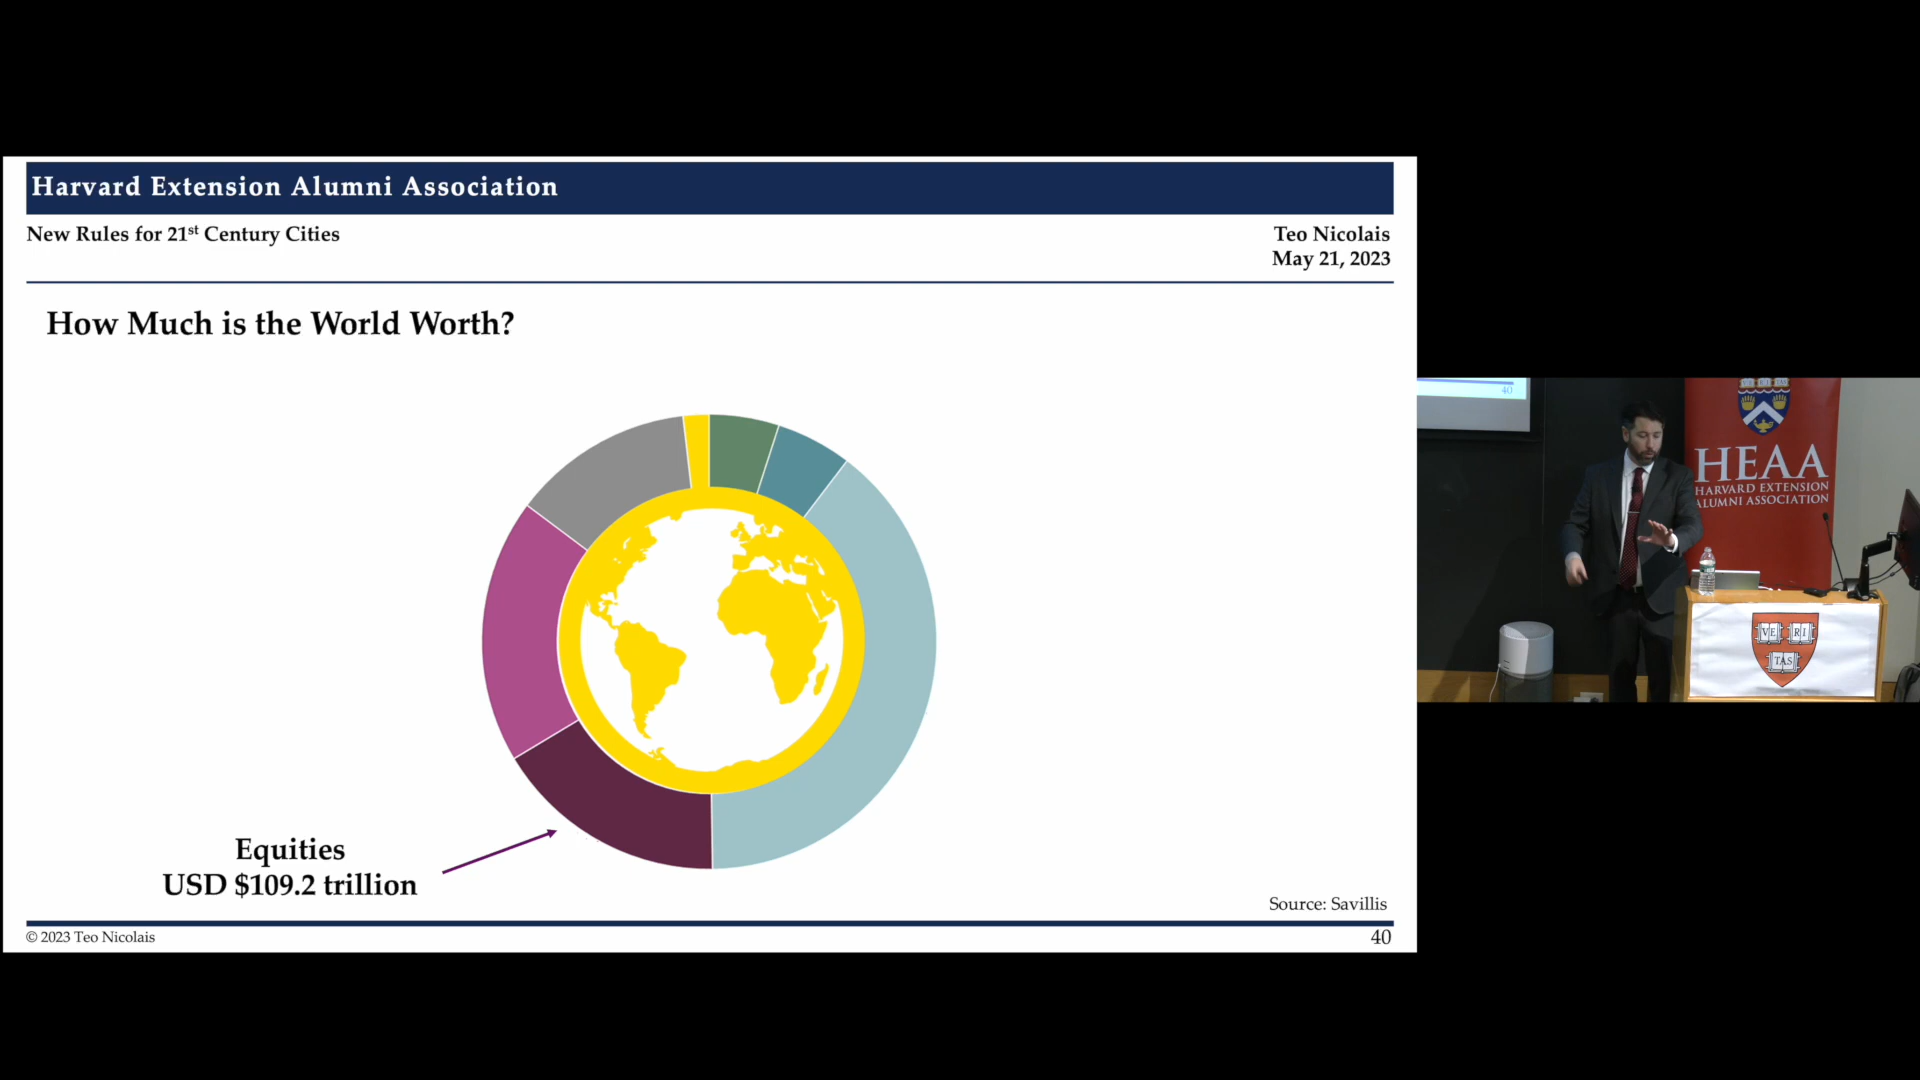 Harvard Extension Alumni Association
New Rules for 21st Century Cities
Teo Nicolais
May 21, 2023
How Much is the World Worth?
Equities
USD $109.2 trillion
Source: Savillis
© 2023 Teo Nicolais
40
40
HEAA
HARVARD EXTENSION
ALUMNI ASSOCIATION
VE RI
TAS